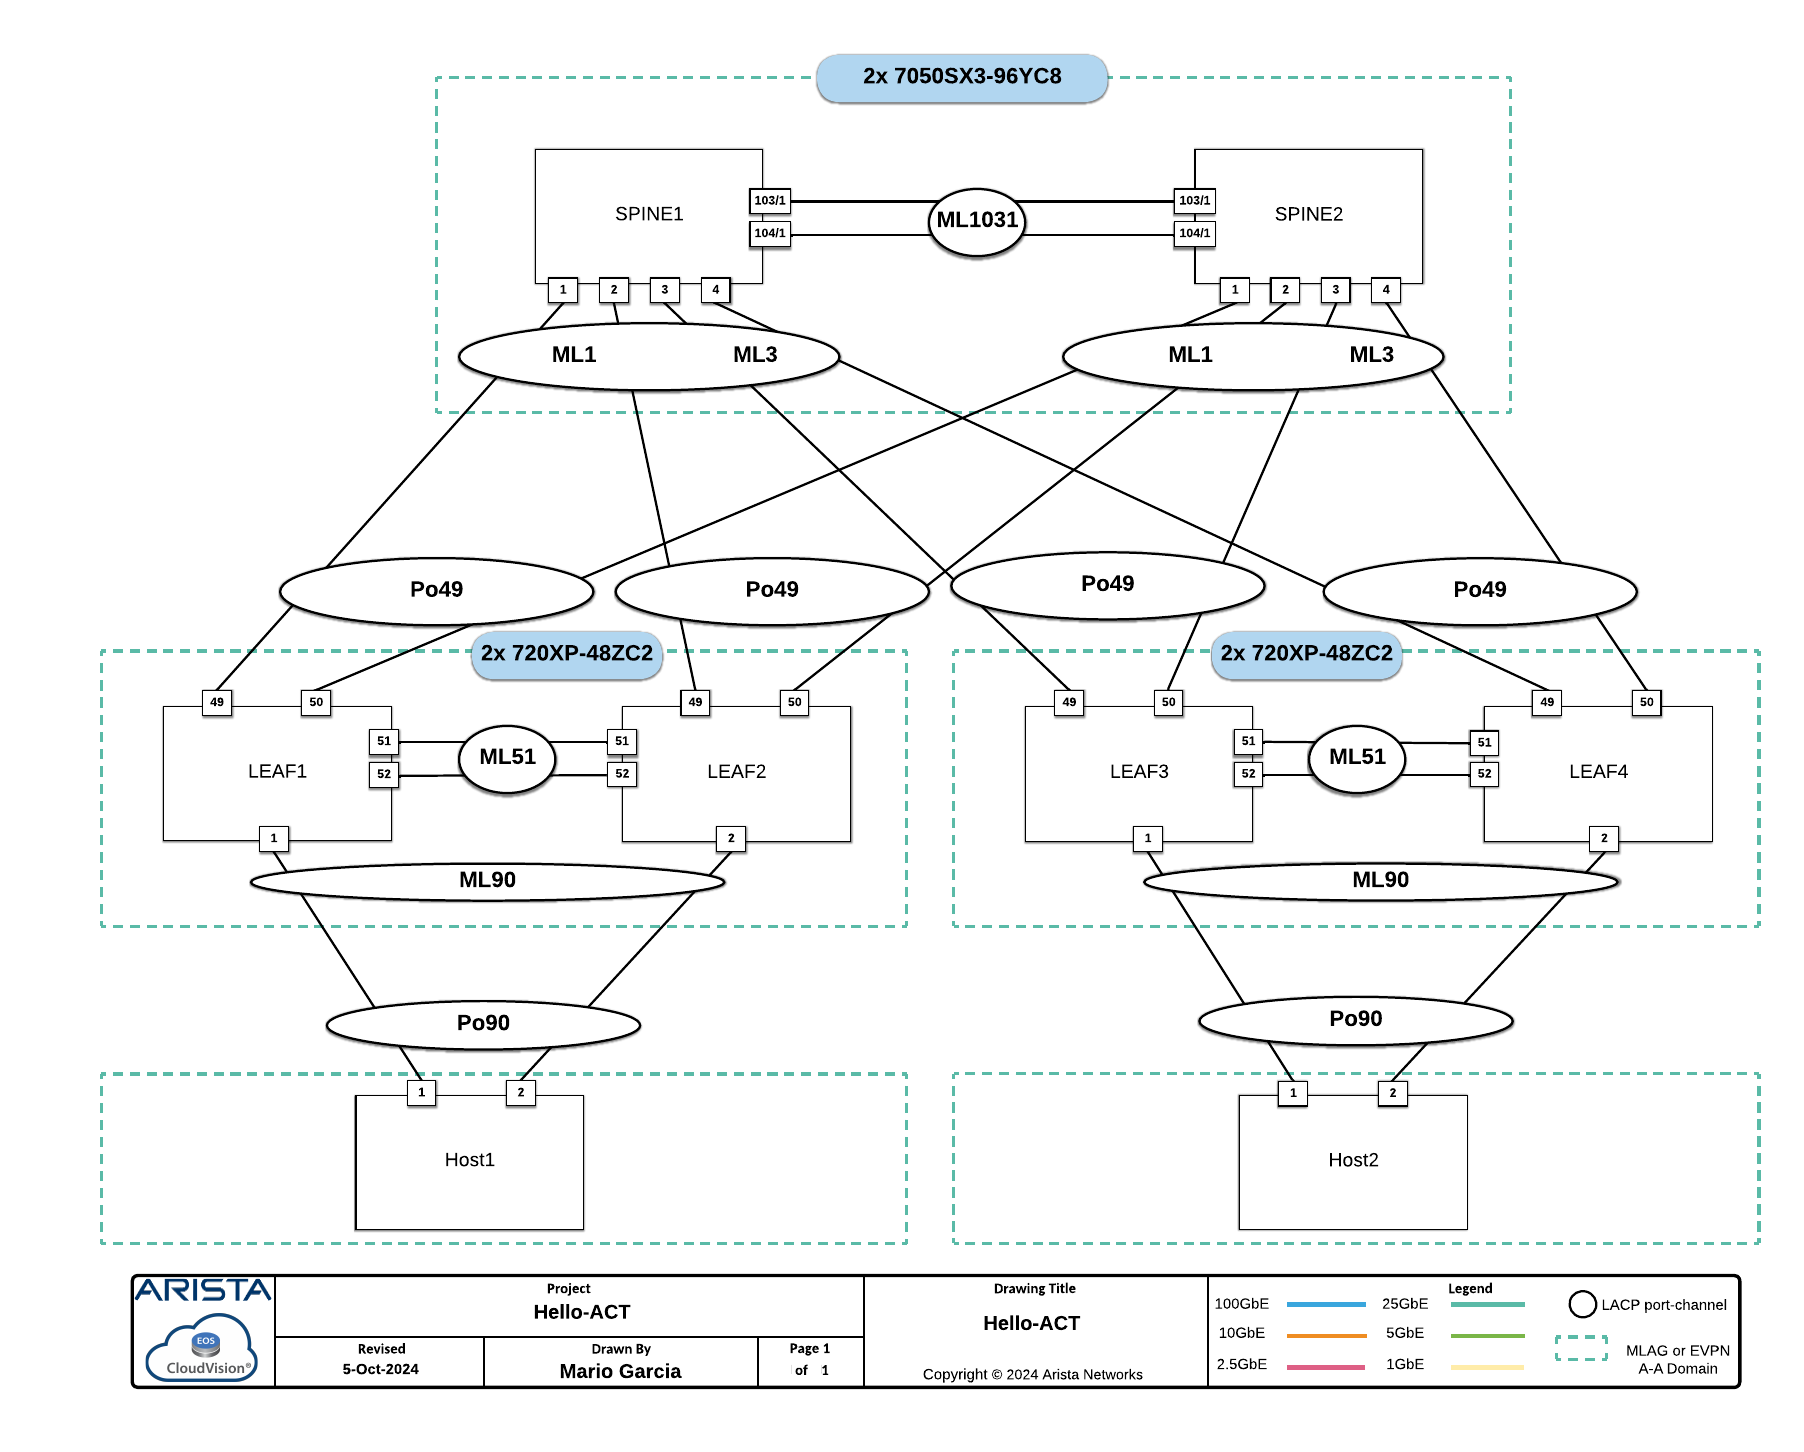 2x 7050SX3-96YC8
SPINE1
103/1
104/1
ML1031
103/1
104/1
SPINE2
1 2 3 4
1 2 3 4
ML1 ML3
ML1 ML3
Po49
Po49
Po49
Po49
2x 720XP-48ZC2
2x 720XP-48ZC2
49 50
49 50
49 50
49 50
LEAF1
51
52
ML51
51
52
LEAF2
LEAF3
51
52
ML51
51
52
LEAF4
1
2
1
2
ML90
ML90
Po90
Po90
1 2
1 2
Host1
Host2
ARISTA
EOS
CloudVision®
Project
Hello-ACT
Revised
5-Oct-2024
Drawn By
Mario Garcia
Page 1
of 1
Drawing Title
Hello-ACT
Copyright © 2024 Arista Networks
Legend
100GbE 25GbE
10GbE 5GbE
2.5GbE 1GbE
LACP port-channel
MLAG or EVPN
A-A Domain